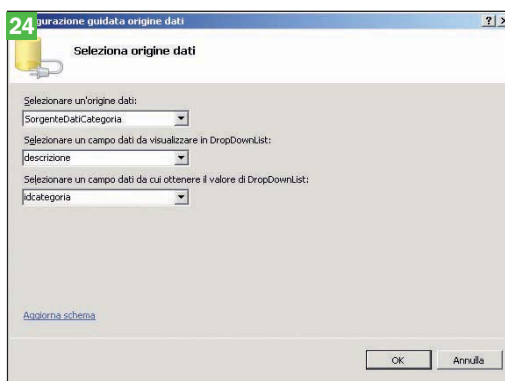 24
gurazione guidata origine dati
Seleziona origine dati
Selezionare un'origine dati:
SorgenteDatiCategoria
Selezionare un campo dati da visualizzare in DropDownList:
descrizione
Selezionare un campo dati da cui ottenere il valore di DropDownList:
idcategoria
Aggiorna schema
OK
Annulla